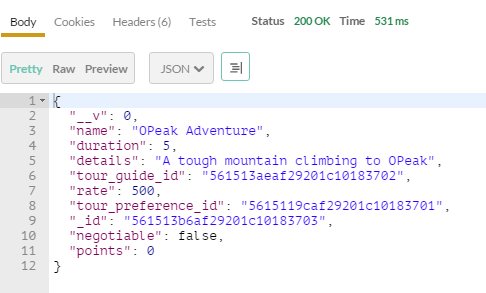 Body Cookies Headers (6) Tests Status 200 OK Time 531 ms
Pretty Raw Preview JSON
1 {
2 "__v": 0,
3 "name": "OPeak Adventure",
4 "duration": 5,
5 "details": "A tough mountain climbing to OPeak",
6 "tour_guide_id": "561513aeaf29201c10183702",
7 "rate": 500,
8 "tour_preference_id": "5615119caf29201c10183701",
9 "_id": "561513b6af29201c10183703",
10 "negotiable": false,
11 "points": 0
12 }